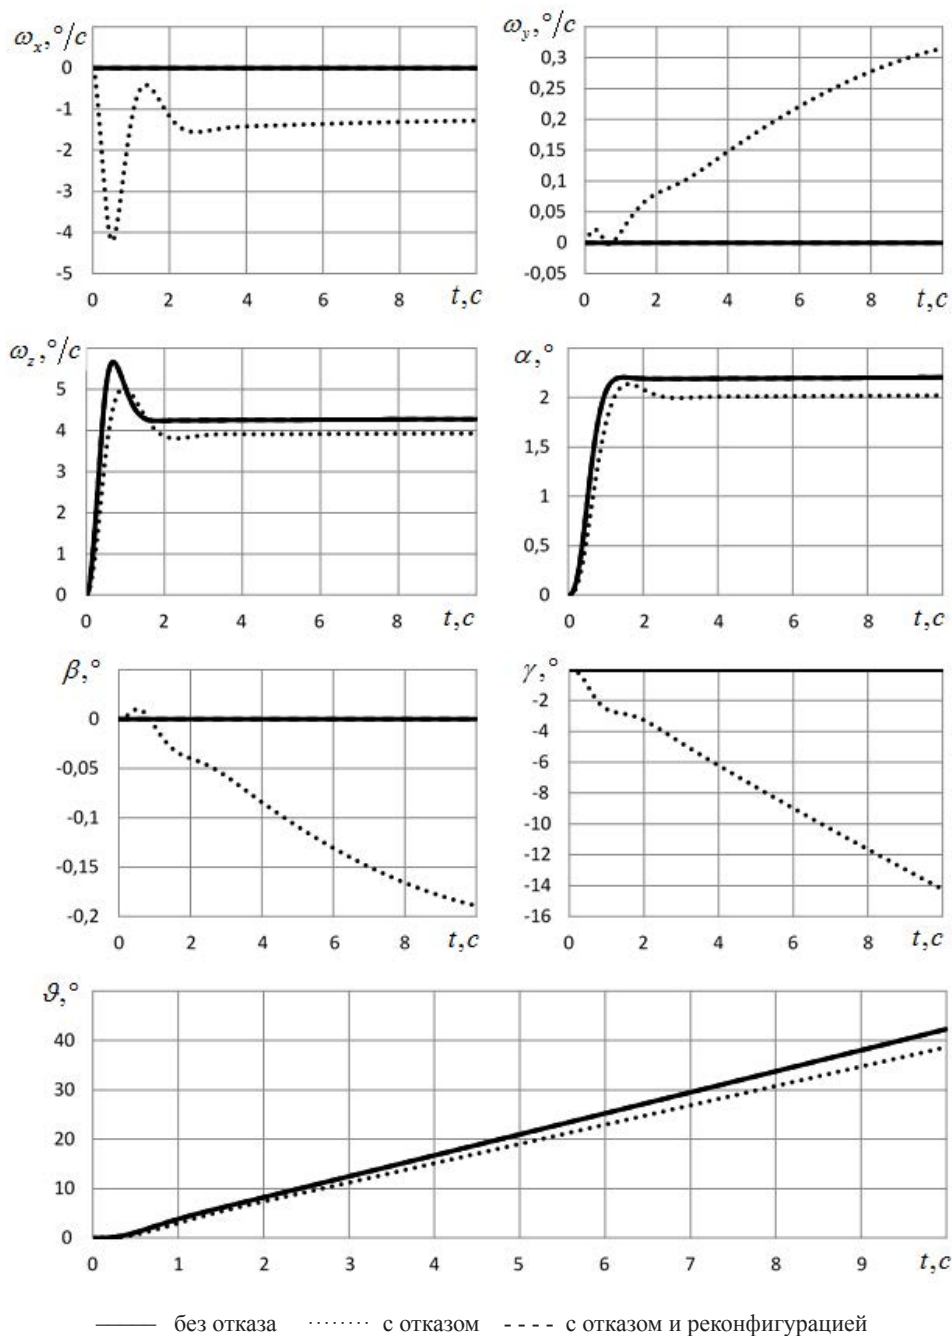 ω_x,°/c
0
-1
-2
-3
-4
-5
0 2 4 6 8 t,c
ω_y,°/c
0,3
0,25
0,2
0,15
0,1
0,05
0
-0,05
0 2 4 6 8 t,c
ω_z,°/c
5
4
3
2
1
0
0 2 4 6 8 t,c
α,°
2
1,5
1
0,5
0
0 2 4 6 8 t,c
β,°
0
-0,05
-0,1
-0,15
-0,2
0 2 4 6 8 t,c
γ,°
-2
-4
-6
-8
-10
-12
-14
-16
0 2 4 6 8 t,c
ϑ,°
40
30
20
10
0
0 1 2 3 4 5 6 7 8 9 t,c
без отказа с отказом с отказом и реконфигурацией